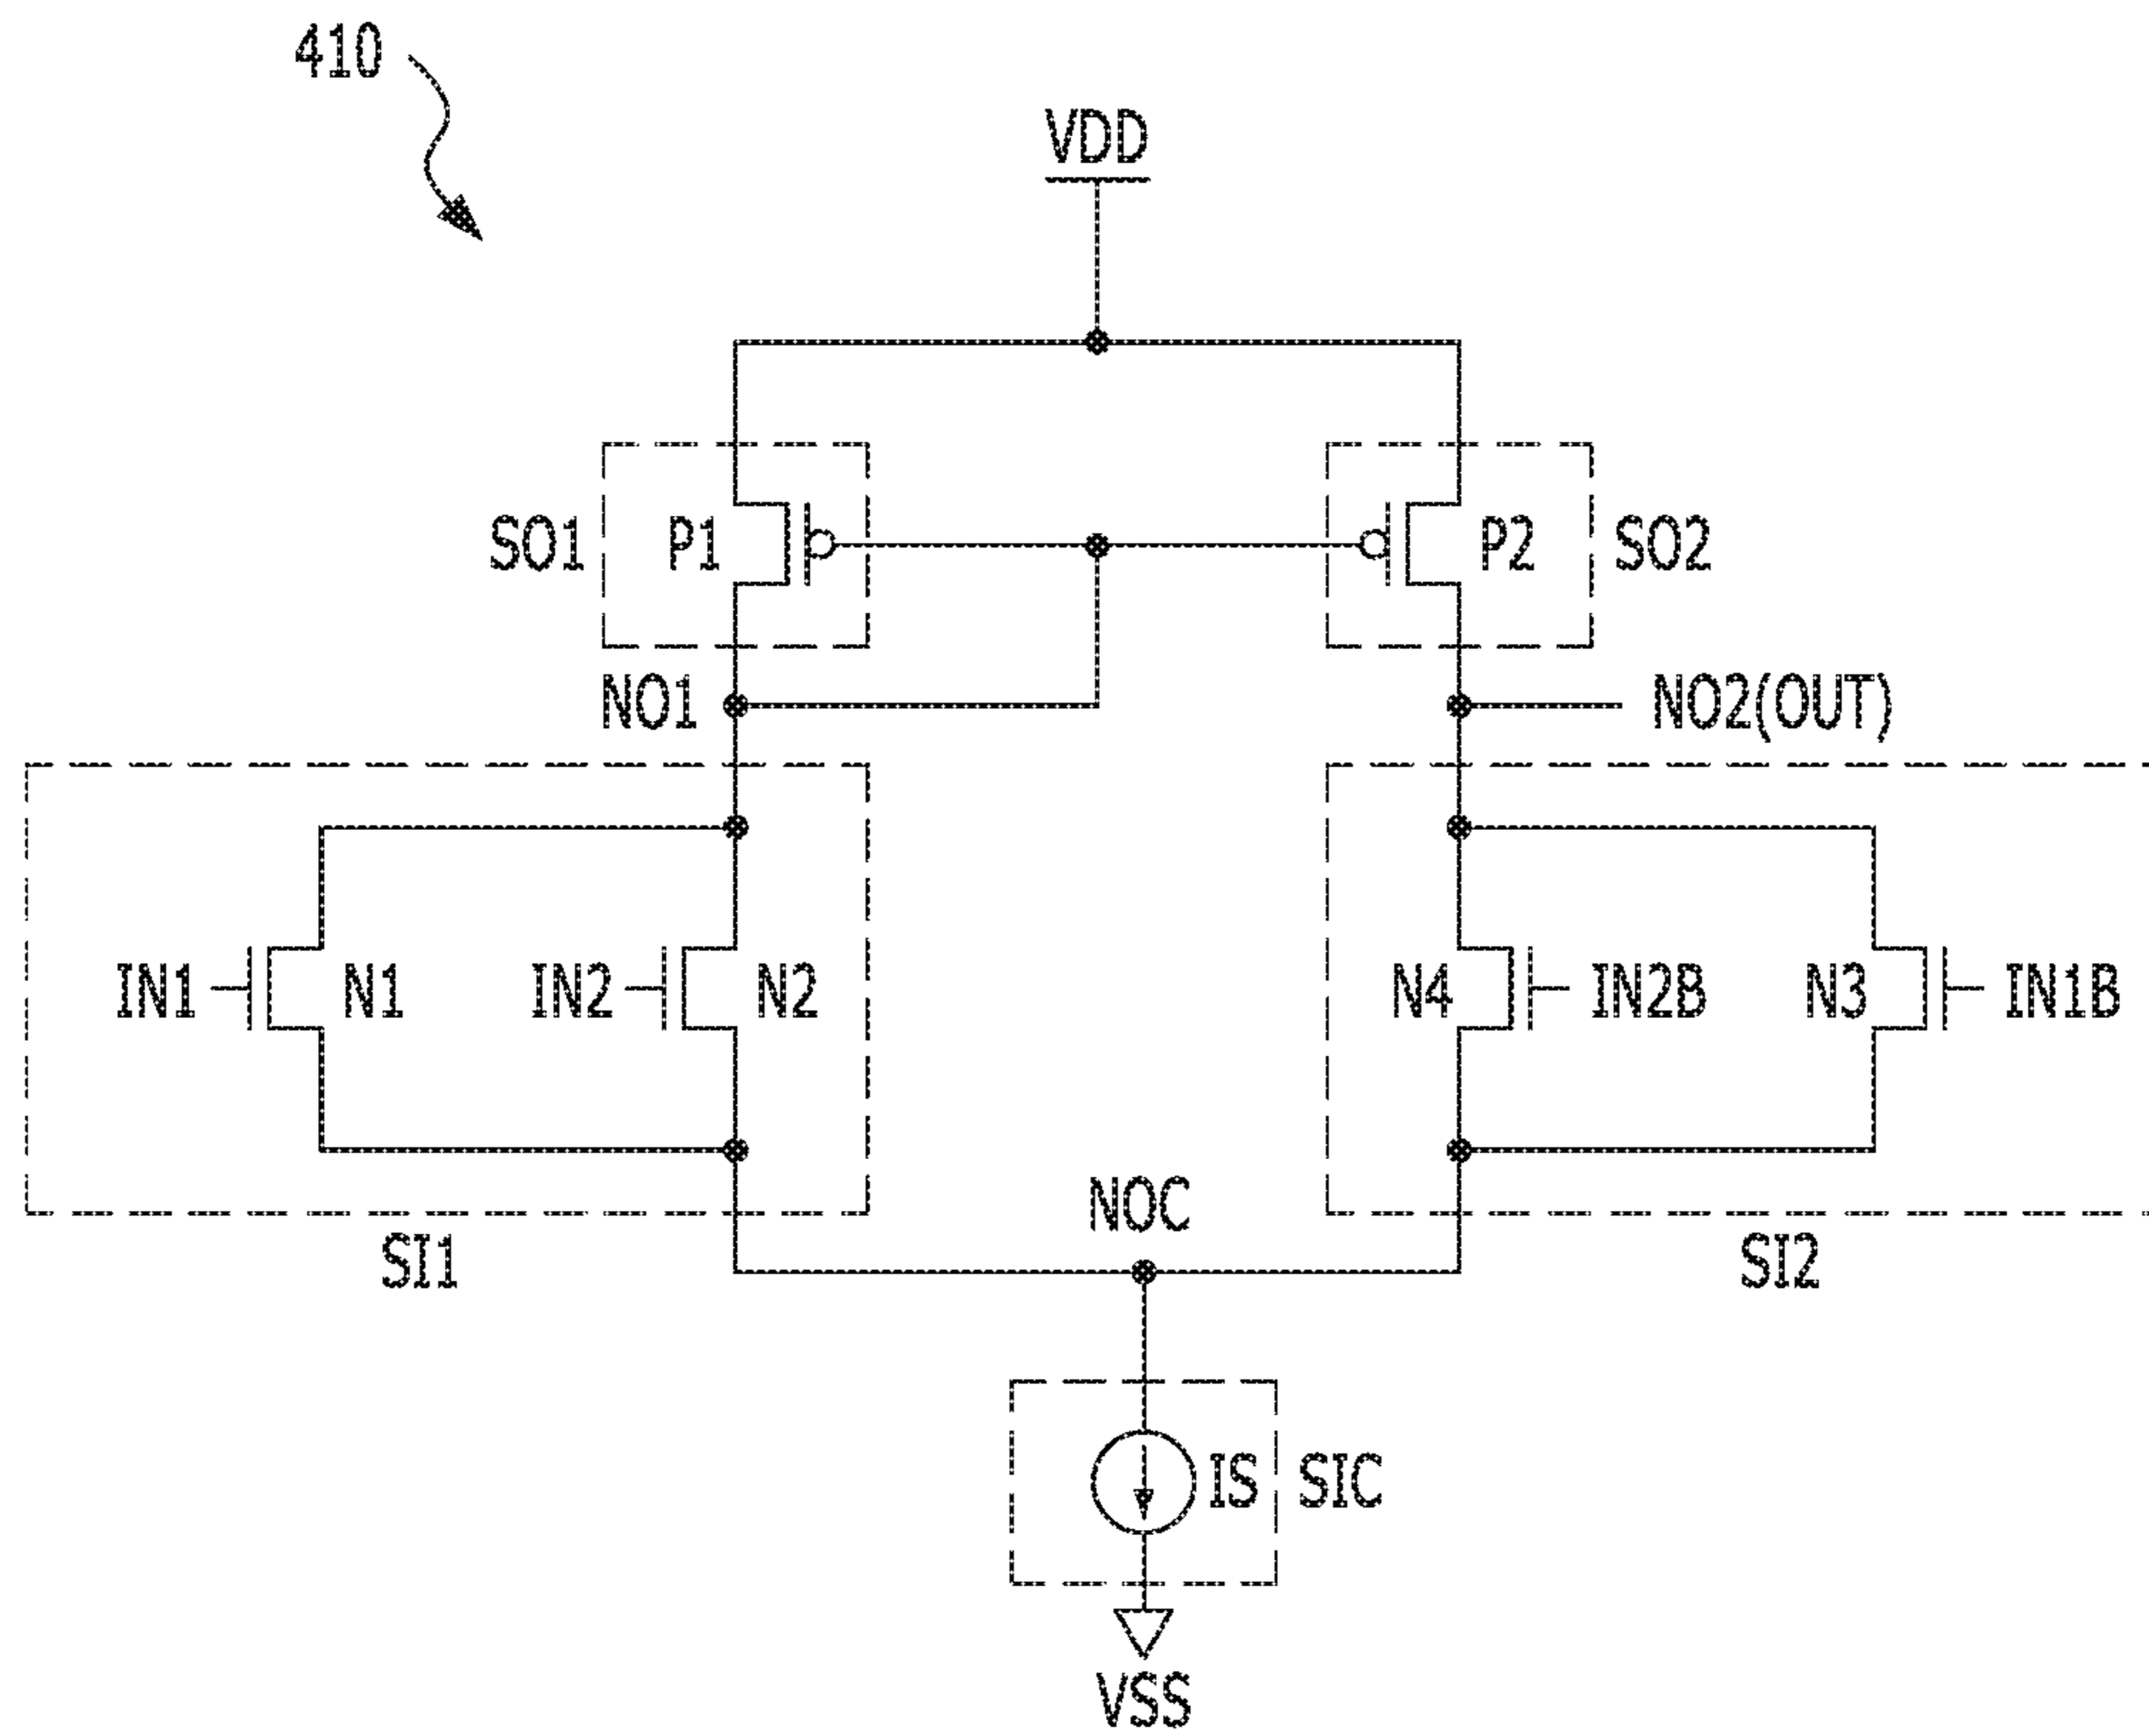 410
VDD
SO1 P1 P2 SO2
NO1 NO2(OUT)
IN1 N1 IN2 N2 N4 IN2B N3 IN1B
NOC
SI1 SI2
IS SIC
VSS